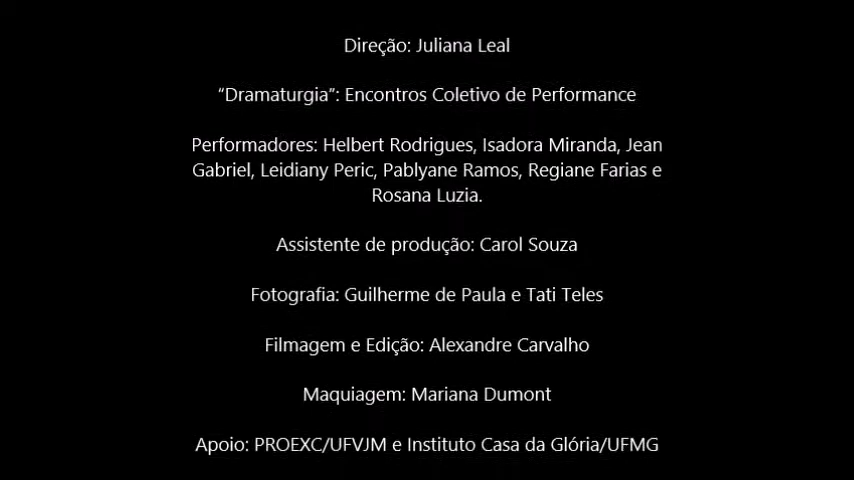 Direção: Juliana Leal
“Dramaturgia”: Encontros Coletivo de Performance
Performadores: Helbert Rodrigues, Isadora Miranda, Jean
Gabriel, Leidiany Peric, Pablyane Ramos, Regiane Farias e
Rosana Luzia.
Assistente de produção: Carol Souza
Fotografia: Guilherme de Paula e Tati Teles
Filmagem e Edição: Alexandre Carvalho
Maquiagem: Mariana Dumont
Apoio: PROEXC/UFVJM e Instituto Casa da Glória/UFMG